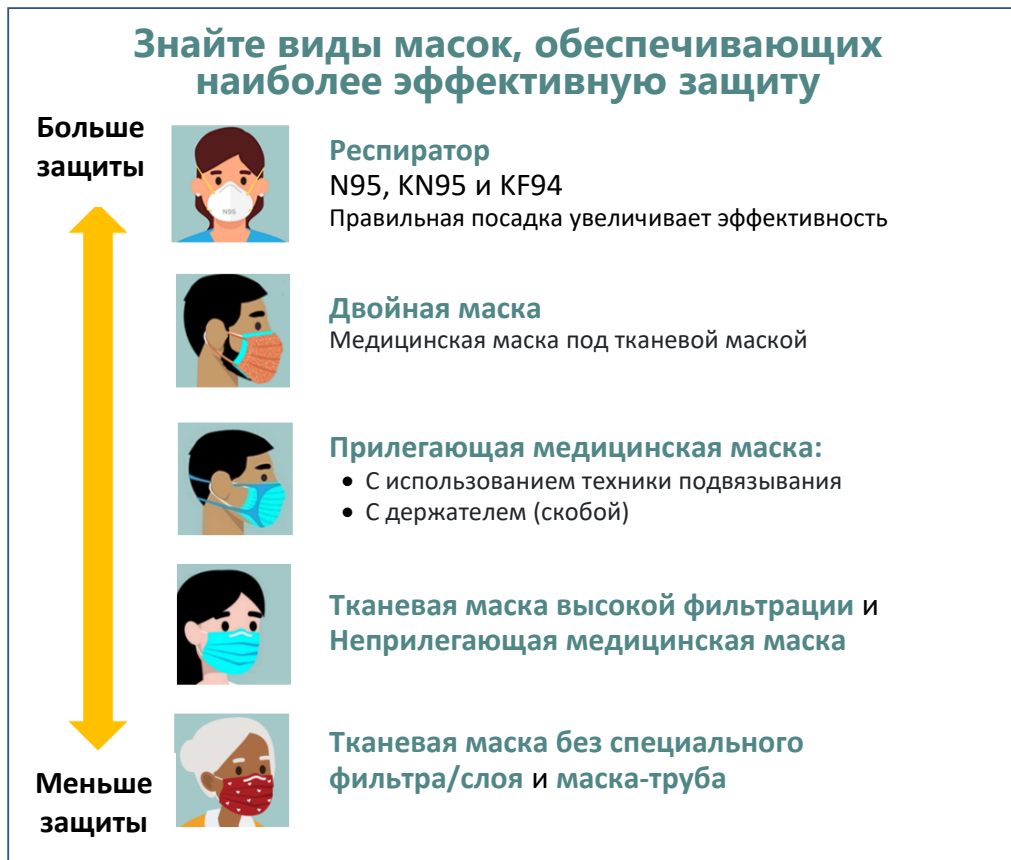 Знайте виды масок, обеспечивающих
наиболее эффективную защиту
Больше
защиты
N95
Респиратор
N95, KN95 и KF94
Правильная посадка увеличивает эффективность
Двойная маска
Медицинская маска под тканевой маской
Прилегающая медицинская маска:
• С использованием техники подвязывания
• С держателем (скобой)
Тканевая маска высокой фильтрации и
Неприлегающая медицинская маска
Тканевая маска без специального
фильтра/слоя и маска-труба
Меньше
защиты